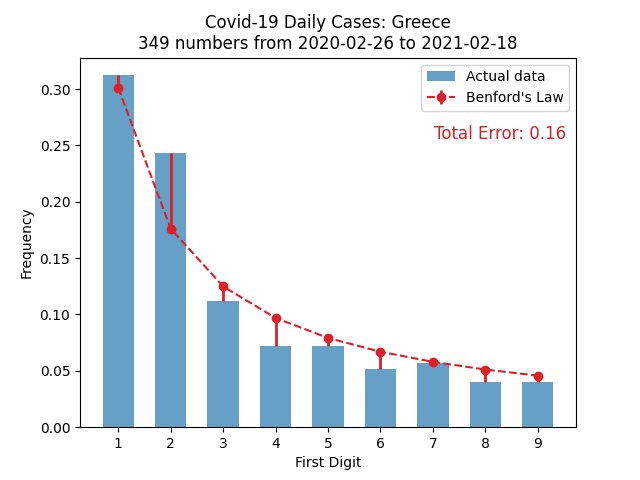 Covid-19 Daily Cases: Greece
349 numbers from 2020-02-26 to 2021-02-18
Actual data
Benford's Law
Total Error: 0.16
Frequency
0.30
0.25
0.20
0.15
0.10
0.05
0.00
1 2 3 4 5 6 7 8 9
First Digit